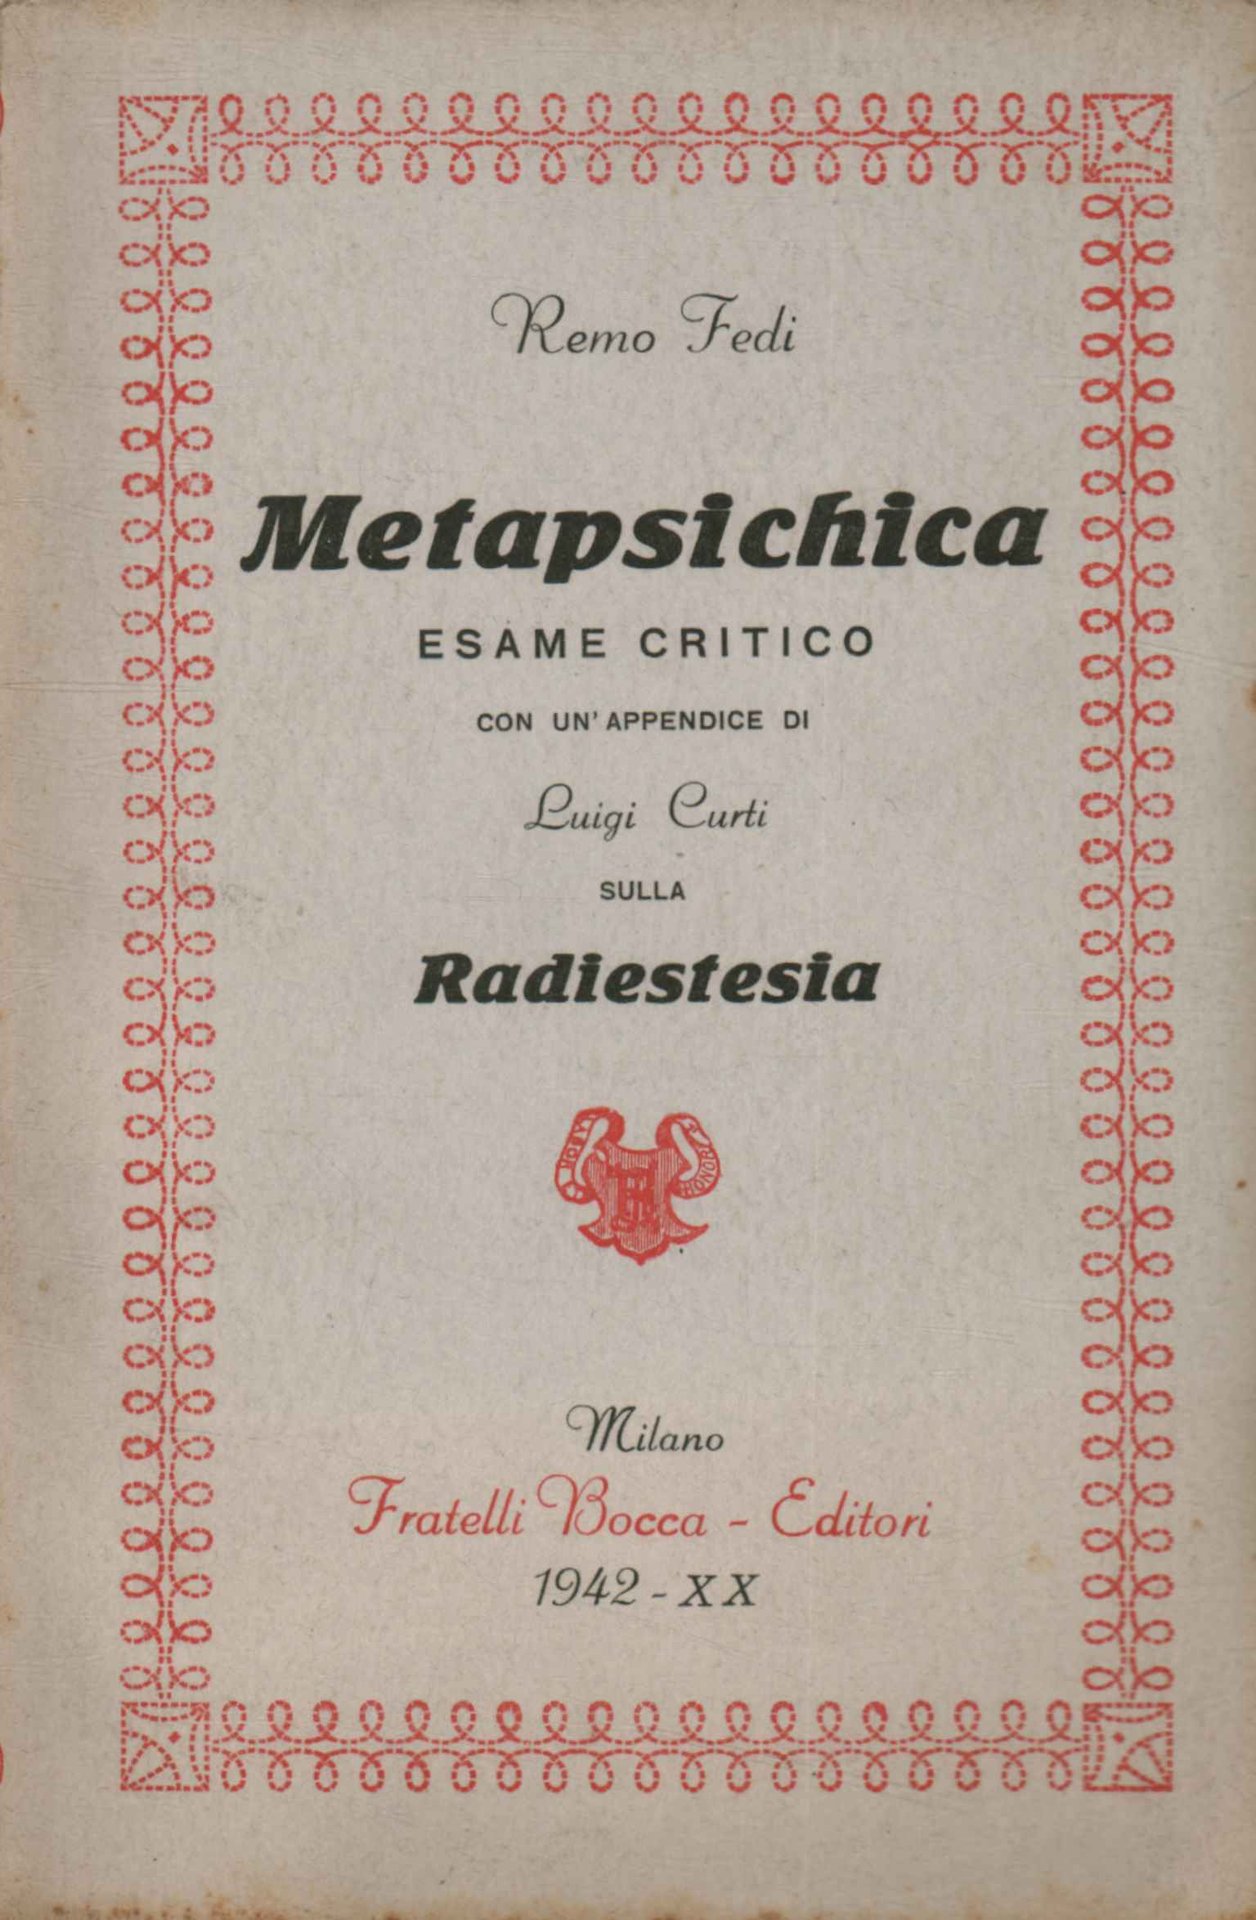 Remo Fedi
Metapsichica
ESAME CRITICO
CON UN' APPENDICE DI
Luigi Curti
SULLA
Radiestesia
HONORE
Milano
Fratelli Bocca - Editori
1942 - XX